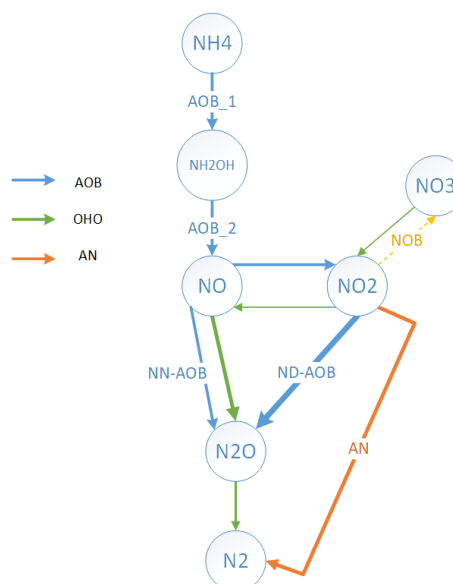 NH4
AOB_1
NH2OH
NO3
AOB
OHO
AOB_2
NOB
AN
NO
NO2
NN-AOB
ND-AOB
N2O
AN
N2